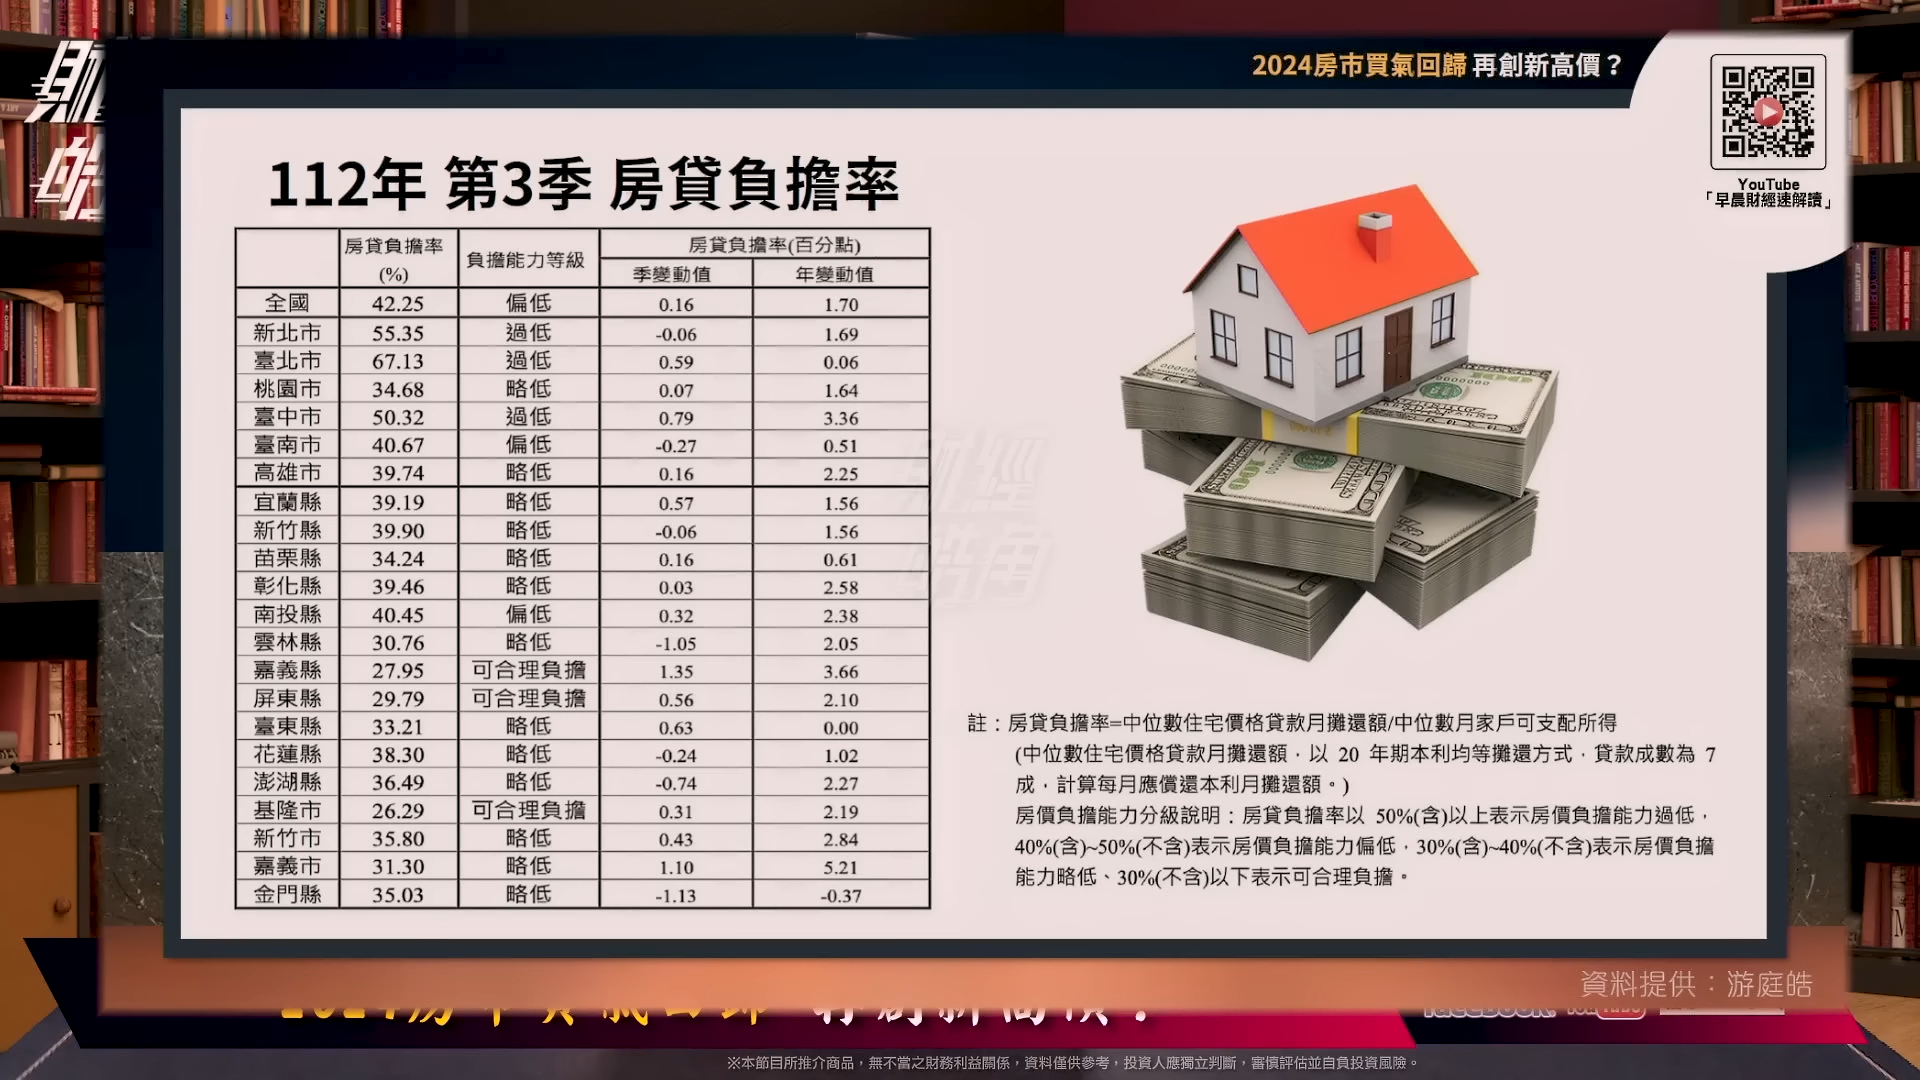 2024房市買氣回歸 再創新高價？
YouTube
「早晨財經速解讀」
112年 第3季 房貸負擔率
房貸負擔率(%) 負擔能力等級 房貸負擔率(百分點)
季變動值 年變動值
全國 42.25 偏低 0.16 1.70
新北市 55.35 過低 -0.06 1.69
臺北市 67.13 過低 0.59 0.06
桃園市 34.68 略低 0.07 1.64
臺中市 50.32 過低 0.79 3.36
臺南市 40.67 偏低 -0.27 0.51
高雄市 39.74 略低 0.16 2.25
宜蘭縣 39.19 略低 0.57 1.56
新竹縣 39.90 略低 -0.06 1.56
苗栗縣 34.24 略低 0.16 0.61
彰化縣 39.46 略低 0.03 2.58
南投縣 40.45 偏低 0.32 2.38
雲林縣 30.76 略低 -1.05 2.05
嘉義縣 27.95 可合理負擔 1.35 3.66
屏東縣 29.79 可合理負擔 0.56 2.10
臺東縣 33.21 略低 0.63 0.00
花蓮縣 38.30 略低 -0.24 1.02
澎湖縣 36.49 略低 -0.74 2.27
基隆市 26.29 可合理負擔 0.31 2.19
新竹市 35.80 略低 0.43 2.84
嘉義市 31.30 略低 1.10 5.21
金門縣 35.03 略低 -1.13 -0.37
財經
皓角
註：房貸負擔率=中位數住宅價格貸款月攤還額/中位數月家戶可支配所得
(中位數住宅價格貸款月攤還額，以 20 年期本利均等攤還方式，貸款成數為 7
成，計算每月應償還本利月攤還額。)
房價負擔能力分級說明：房貸負擔率以 50%(含)以上表示房價負擔能力過低，
40%(含)~50%(不含)表示房價負擔能力偏低，30%(含)~40%(不含)表示房價負擔
能力略低、30%(不含)以下表示可合理負擔。
資料提供：游庭皓
※本節目所推介商品，無不當之財務利益關係，資料僅供參考，投資人應獨立判斷，審慎評估並自負投資風險。